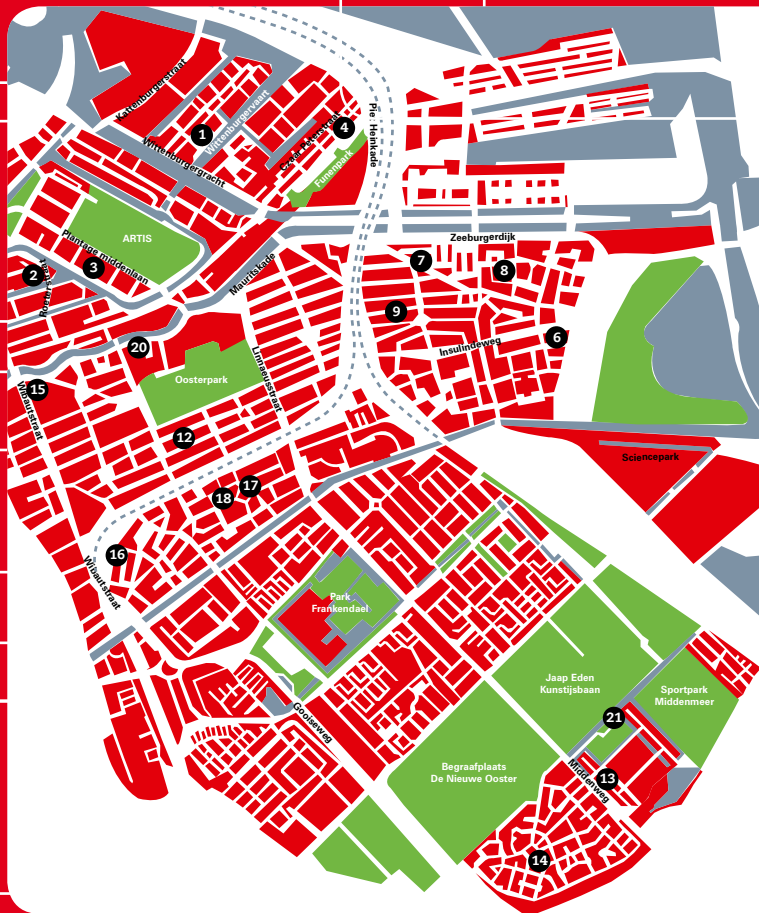 Kattenburgerstraat
1
Wittenburgervaart
Wittenburgergracht
Czaar Peterstraat
4
Funenpark
Piet Heinkade
ARTIS
Plantage middenlaan
2
3
Roetersstraat
Mauritskade
Zeeburgerdijk
7
8
9
Insulindeweg
6
20
Oosterpark
Linnaeusstraat
15
Wibautstraat
12
Sciencepark
17
18
16
Wibautstraat
Park
Frankendael
Jaap Eden
Kunstijsbaan
Sportpark
Middenmeer
21
Gooiseweg
Begraafplaats
De Nieuwe Ooster
Middenweg
13
14